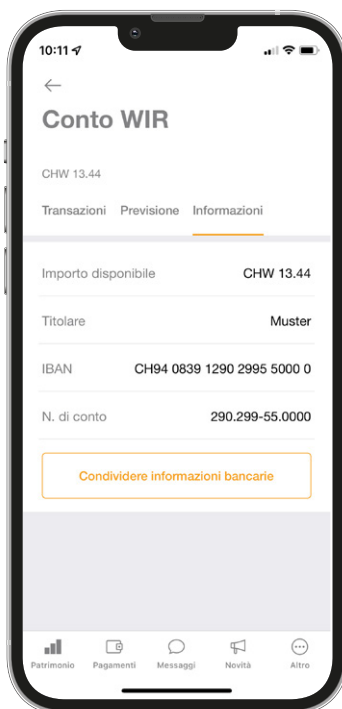 10:11
Conto WIR
CHW 13.44
Transazioni Previsione Informazioni
Importo disponibile CHW 13.44
Titolare Muster
IBAN CH94 0839 1290 2995 5000 0
N. di conto 290.299-55.0000
Condividere informazioni bancarie
Patrimonio Pagamenti Messaggi Novità Altro